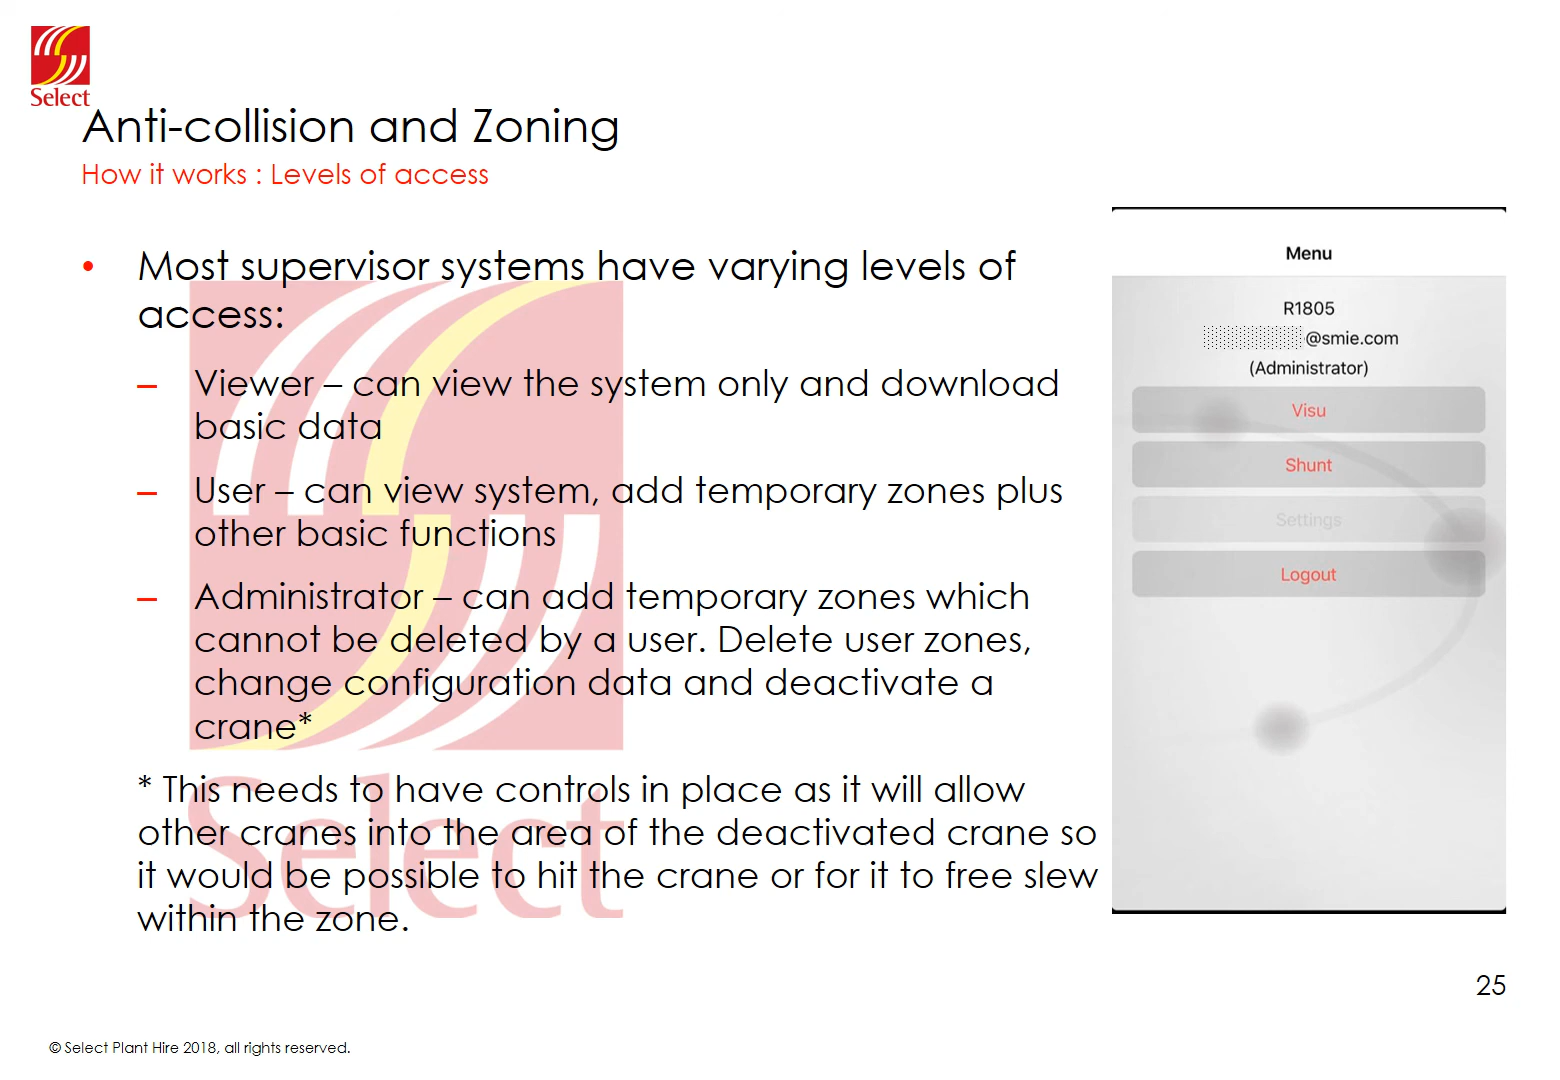 Select
Anti-collision and Zoning
How it works : Levels of access
• Most supervisor systems have varying levels of
access:
– Viewer – can view the system only and download
basic data
– User – can view system, add temporary zones plus
other basic functions
– Administrator – can add temporary zones which
cannot be deleted by a user. Delete user zones,
change configuration data and deactivate a
crane*
* This needs to have controls in place as it will allow
other cranes into the area of the deactivated crane so
it would be possible to hit the crane or for it to free slew
within the zone.
Select
Menu
R1805
@smie.com
(Administrator)
Visu
Shunt
Settings
Logout
25
© Select Plant Hire 2018, all rights reserved.